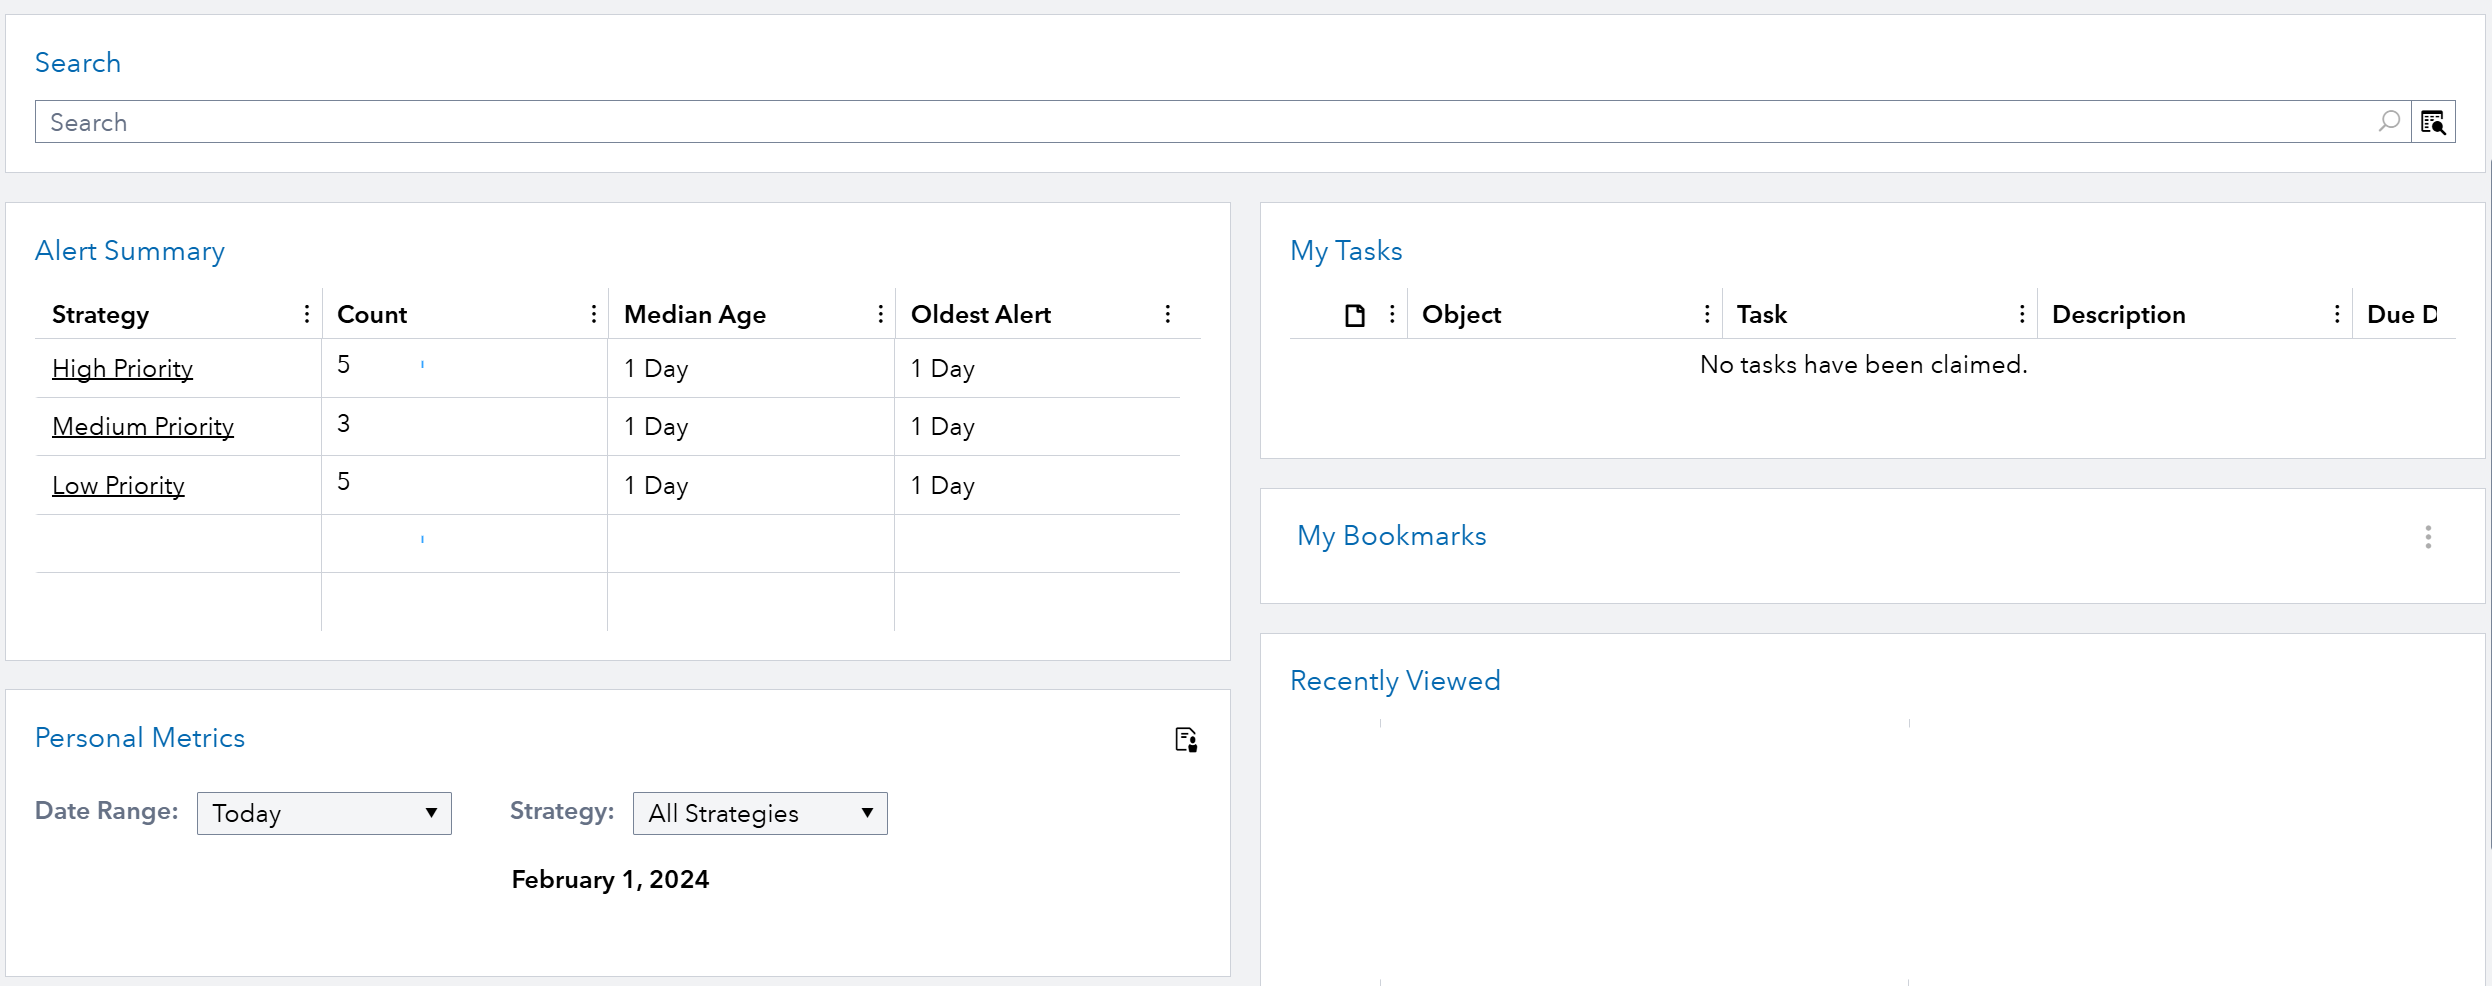 Search
Search
Alert Summary
Strategy Count Median Age Oldest Alert
High Priority 5 1 Day 1 Day
Medium Priority 3 1 Day 1 Day
Low Priority 5 1 Day 1 Day
Personal Metrics
Date Range: Today Strategy: All Strategies
February 1, 2024
My Tasks
Object Task Description Due D
No tasks have been claimed.
My Bookmarks
Recently Viewed